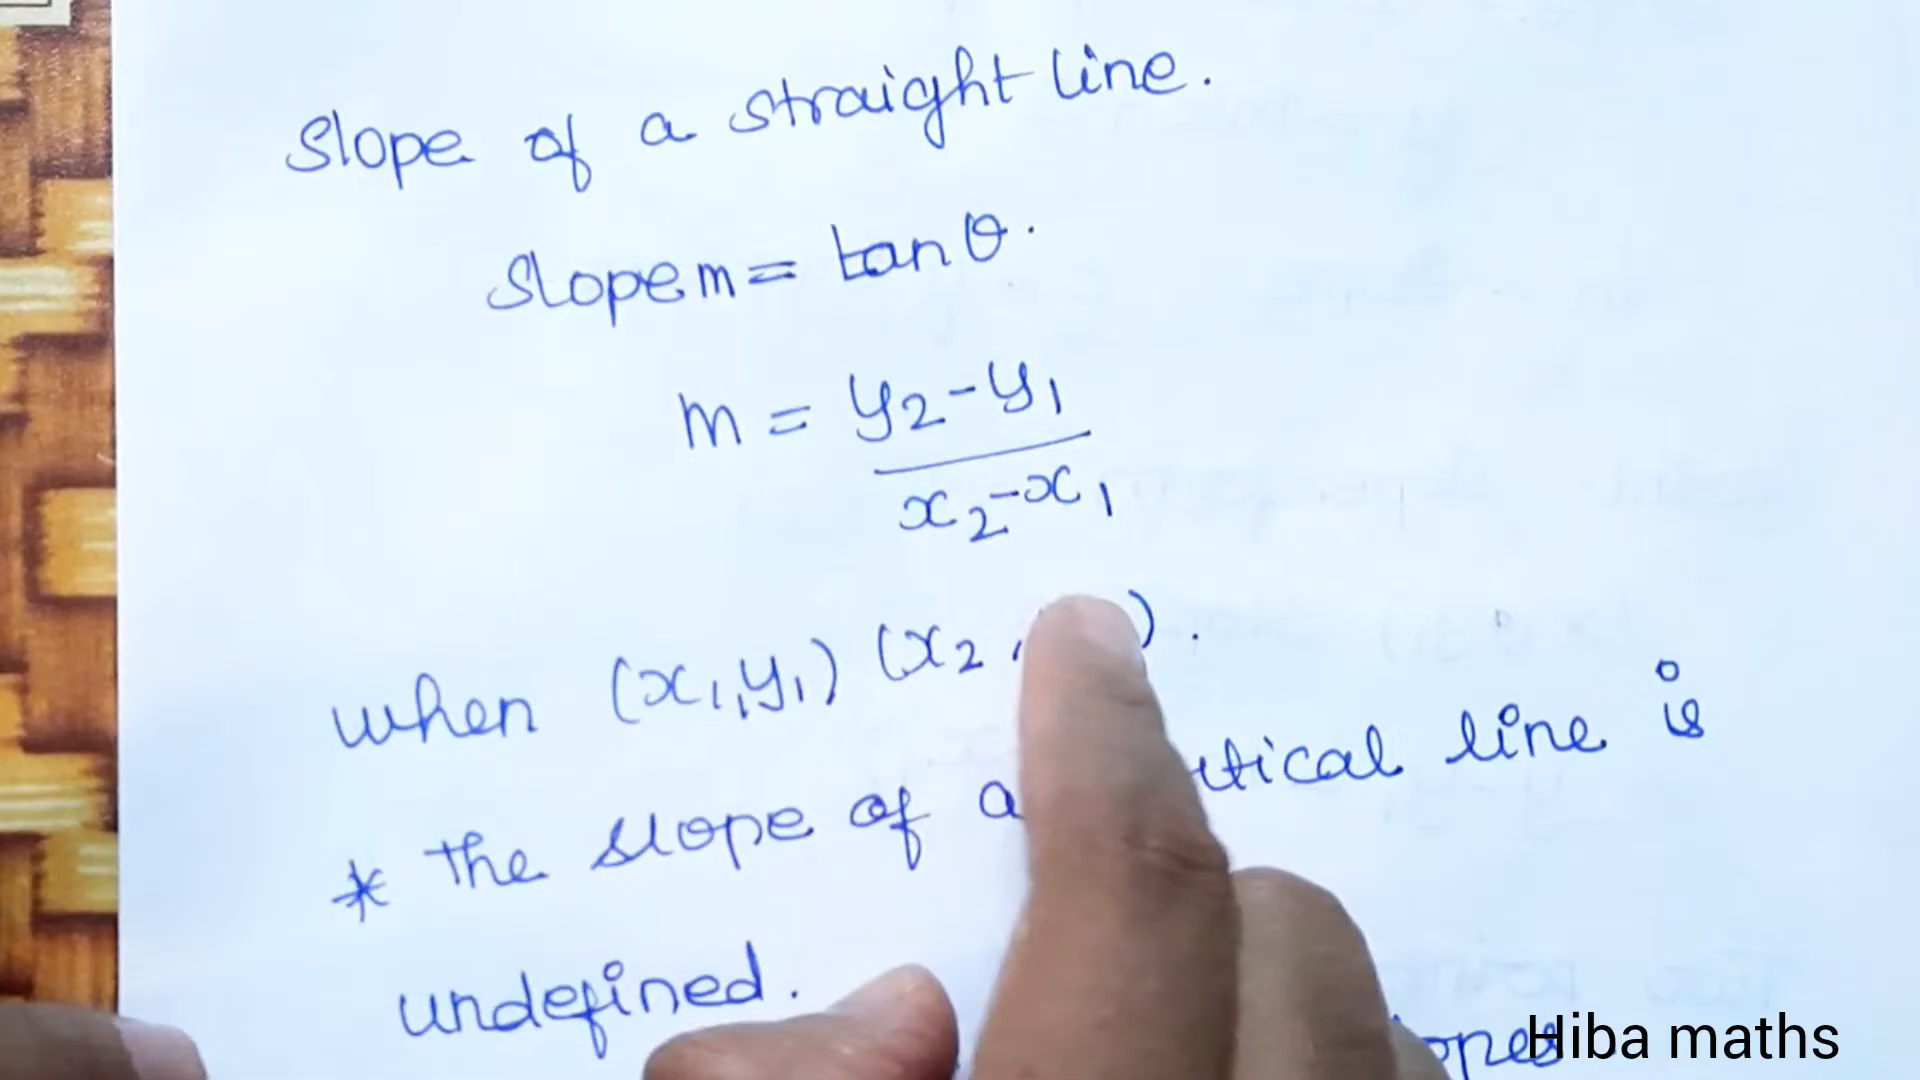 Slope of a straight line.
Slope m = tan θ.
m = y₂ - y₁
x₂ - x₁
when (x₁, y₁) (x₂ , ).
* The slope of a line is
undefined.
Hiba maths